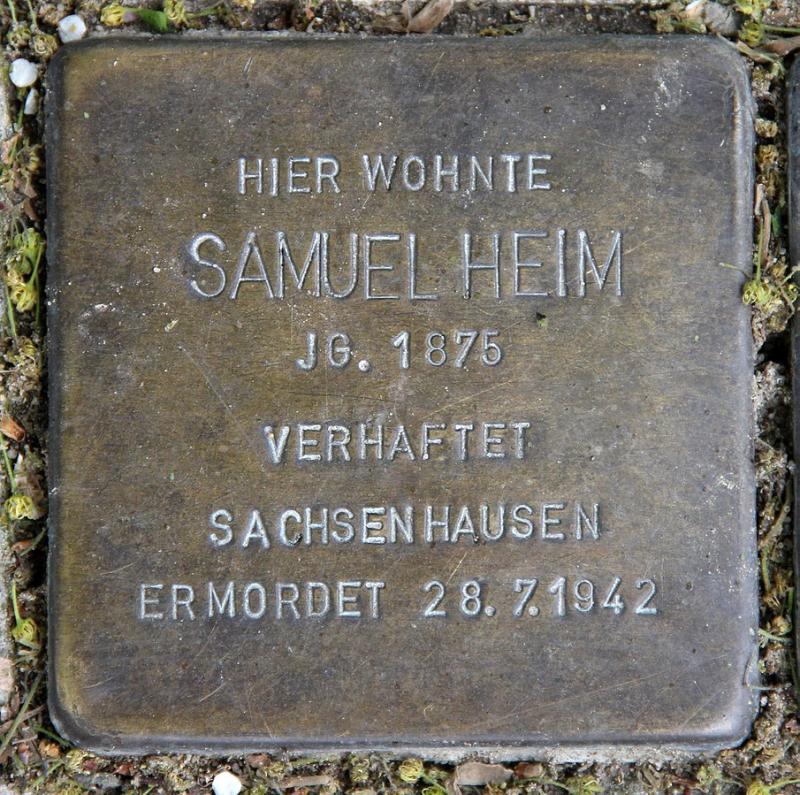 HIER WOHNTE
SAMUEL HEIM
JG. 1875
VERHAFTET
SACHSENHAUSEN
ERMORDET 28.7.1942